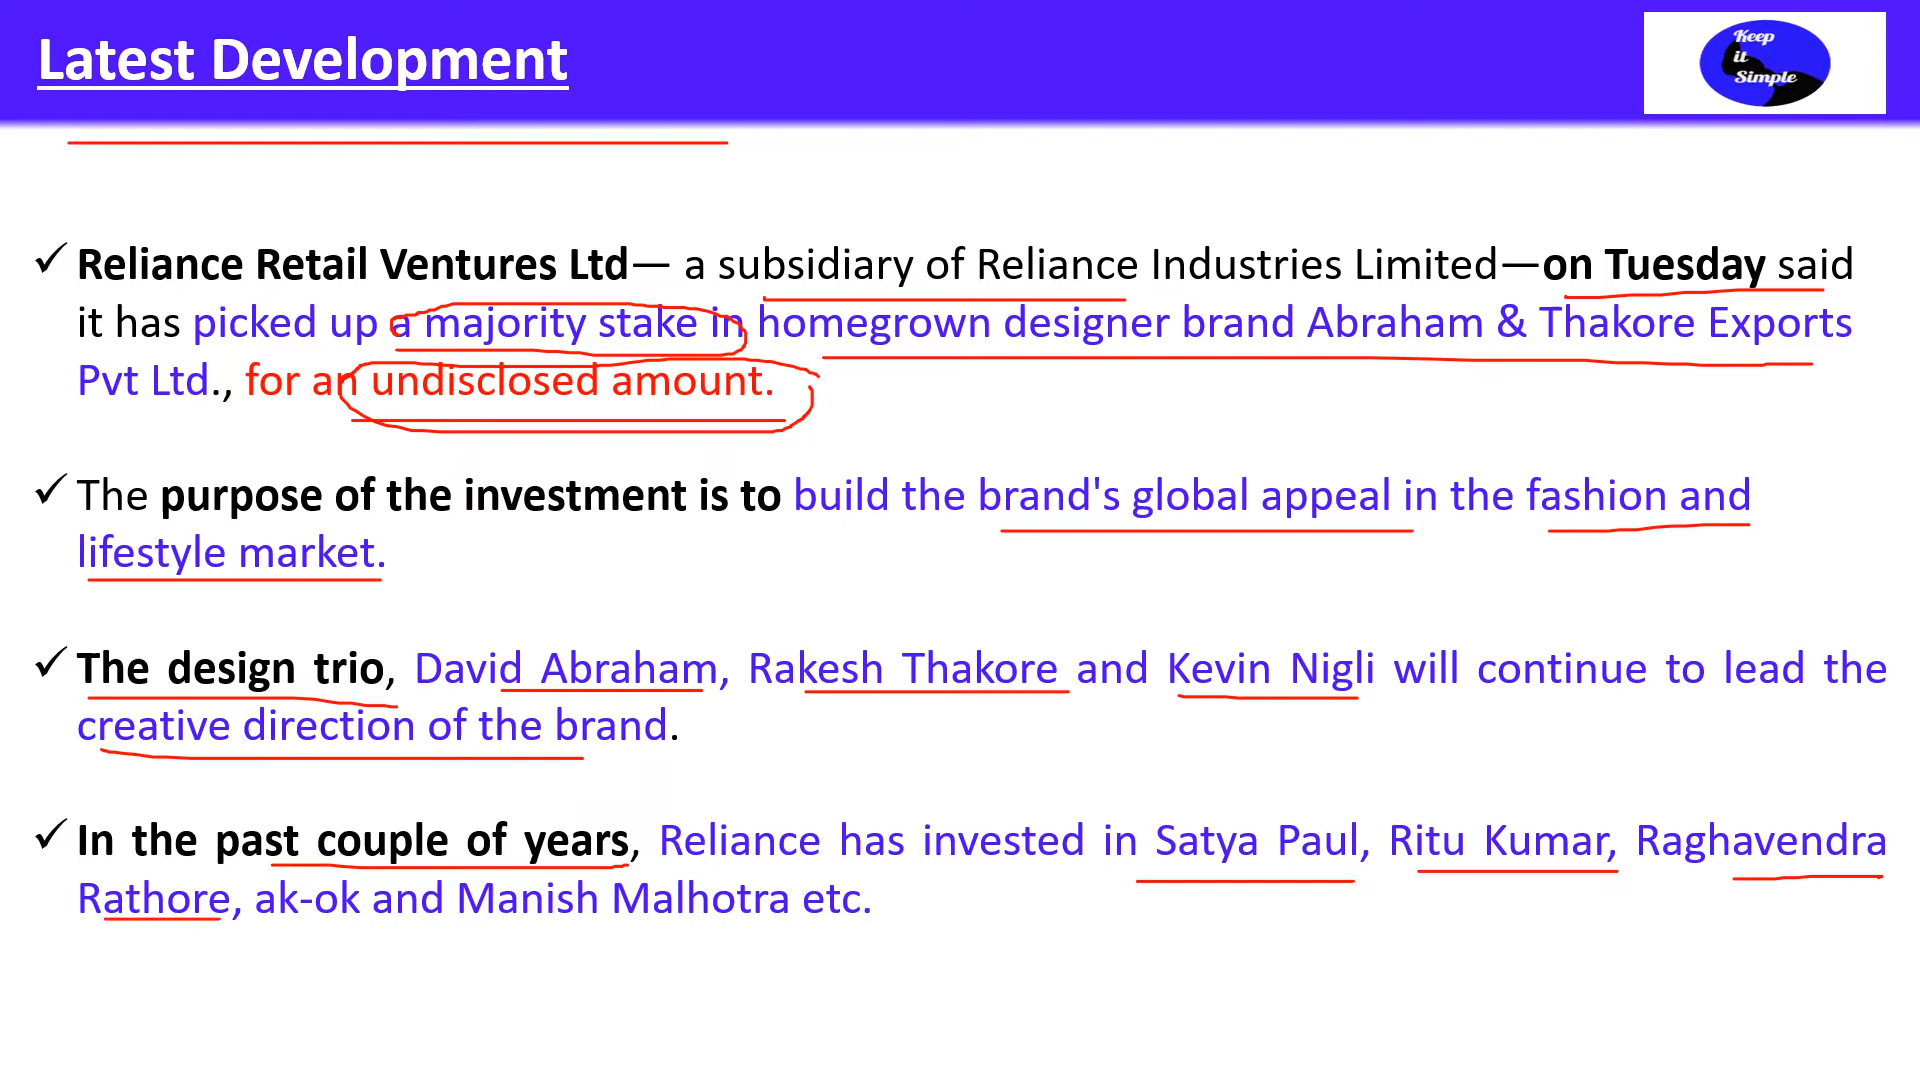 Latest Development
Keep
it
Simple
✓ Reliance Retail Ventures Ltd— a subsidiary of Reliance Industries Limited—on Tuesday said
it has picked up a majority stake in homegrown designer brand Abraham & Thakore Exports
Pvt Ltd., for an undisclosed amount.
✓ The purpose of the investment is to build the brand's global appeal in the fashion and
lifestyle market.
✓ The design trio, David Abraham, Rakesh Thakore and Kevin Nigli will continue to lead the
creative direction of the brand.
✓ In the past couple of years, Reliance has invested in Satya Paul, Ritu Kumar, Raghavendra
Rathore, ak-ok and Manish Malhotra etc.